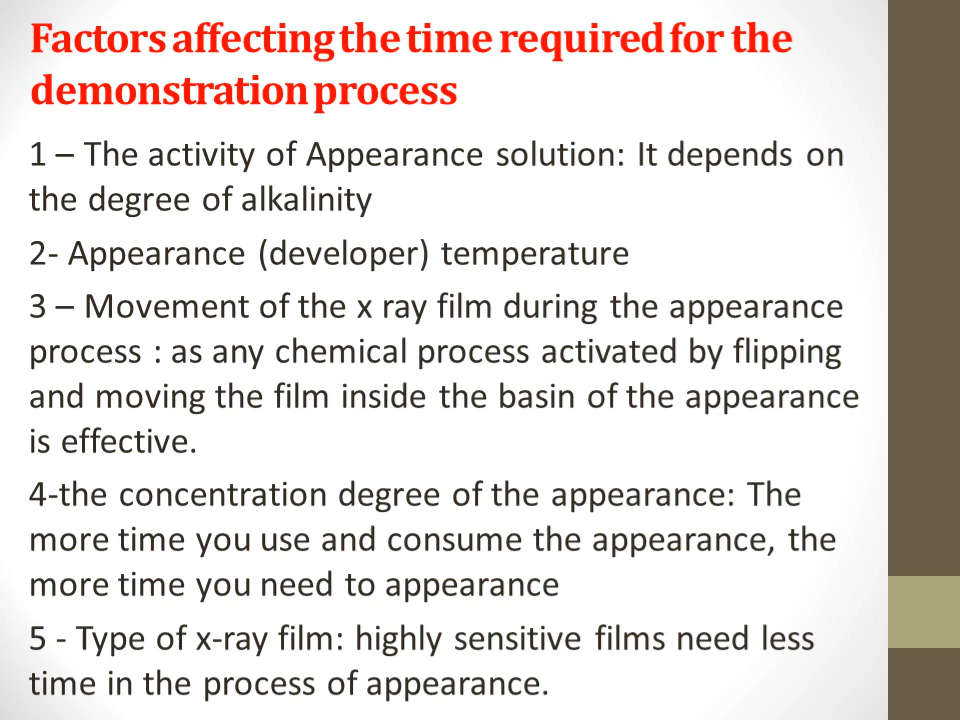 Factors affecting the time required for the
demonstration process
1 – The activity of Appearance solution: It depends on
the degree of alkalinity
2- Appearance (developer) temperature
3 – Movement of the x ray film during the appearance
process : as any chemical process activated by flipping
and moving the film inside the basin of the appearance
is effective.
4-the concentration degree of the appearance: The
more time you use and consume the appearance, the
more time you need to appearance
5 - Type of x-ray film: highly sensitive films need less
time in the process of appearance.